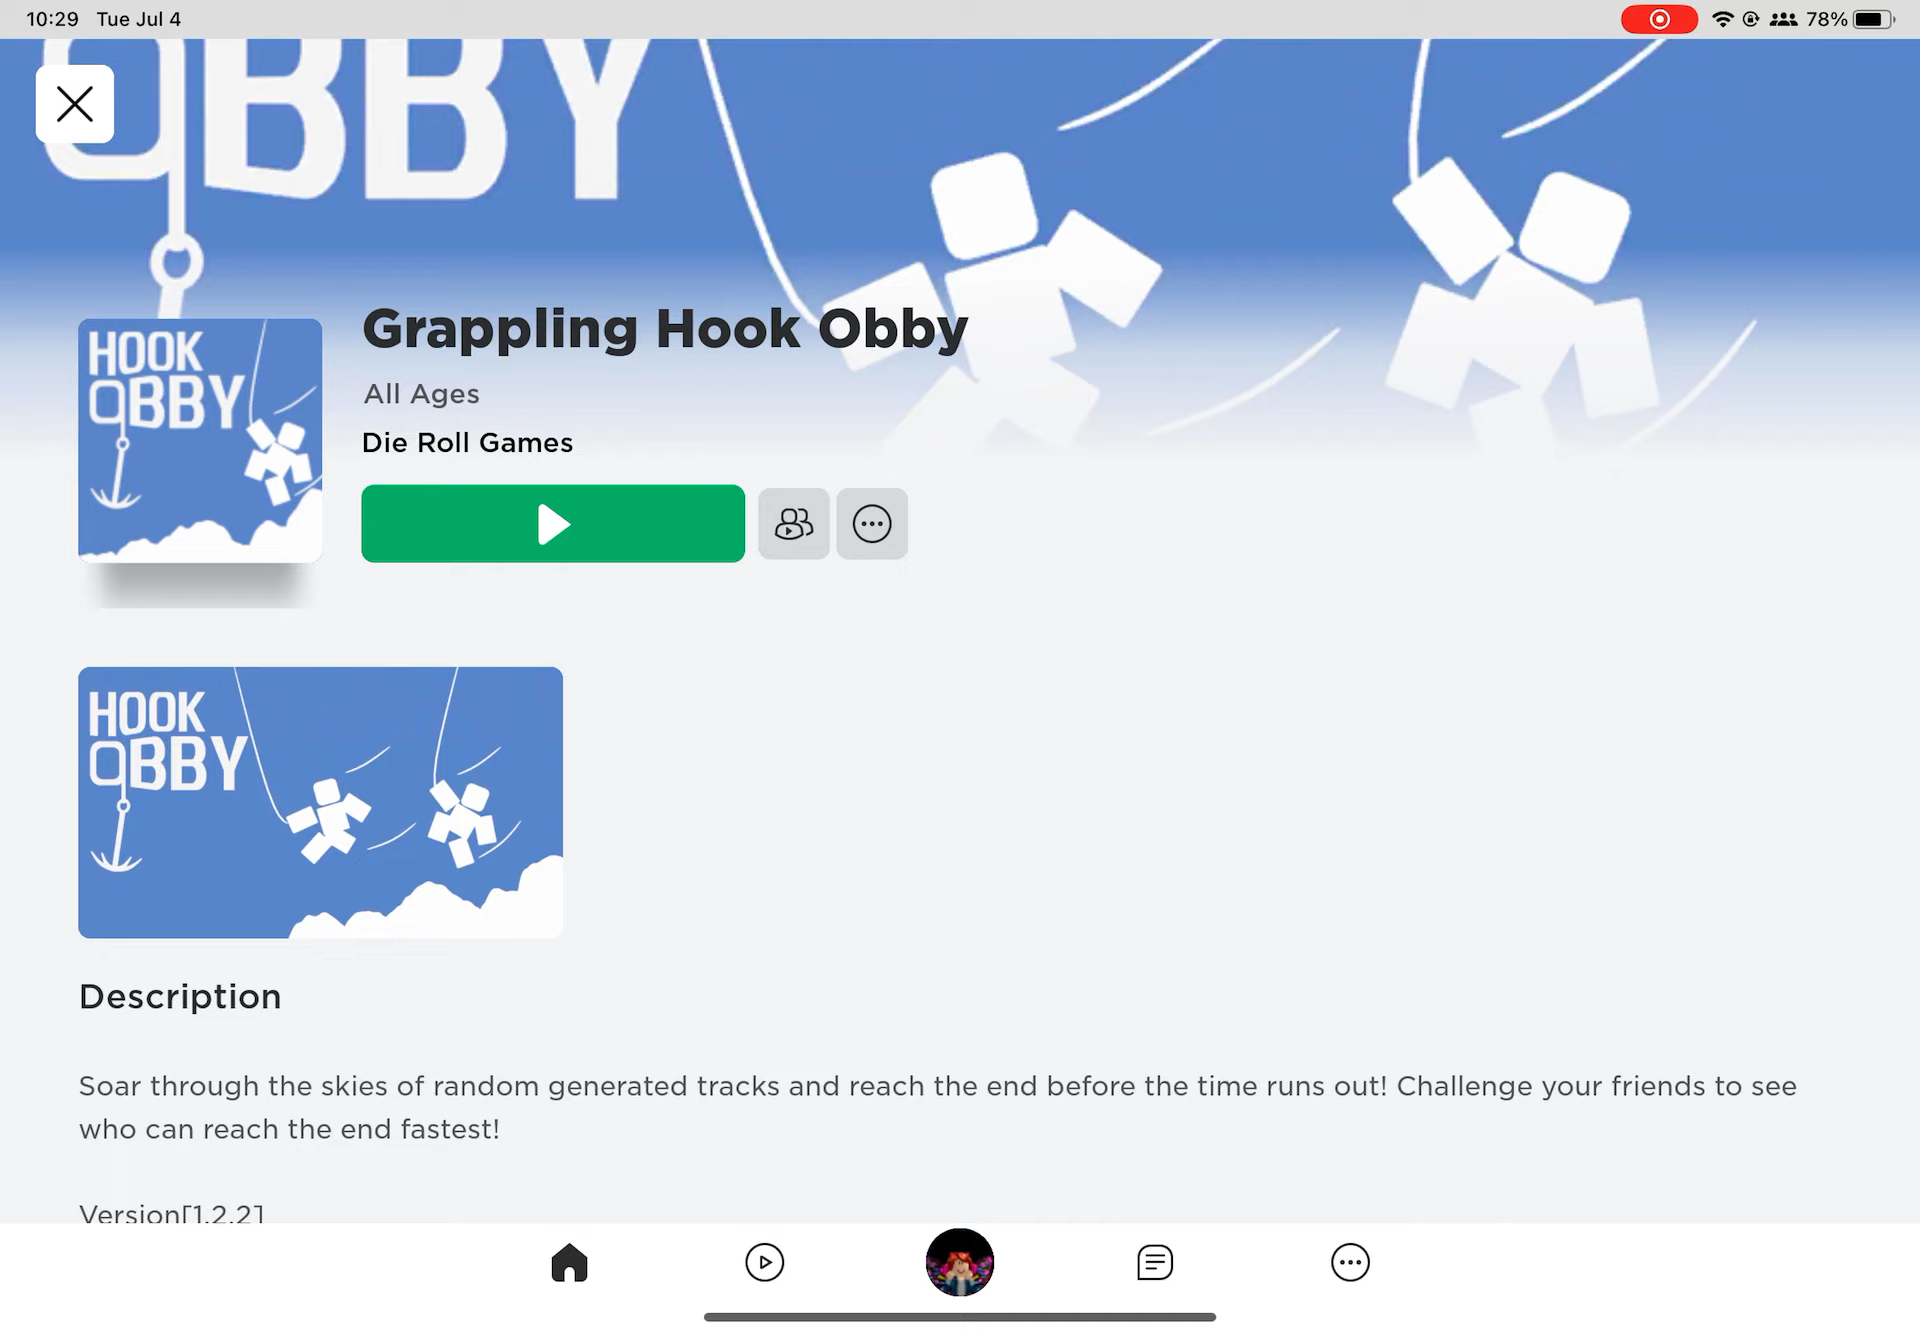 10:29 Tue Jul 4
78%
OBBY
Grappling Hook Obby
All Ages
Die Roll Games
HOOK
OBBY
HOOK
OBBY
Description
Soar through the skies of random generated tracks and reach the end before the time runs out! Challenge your friends to see
who can reach the end fastest!
Version[1.2.2]